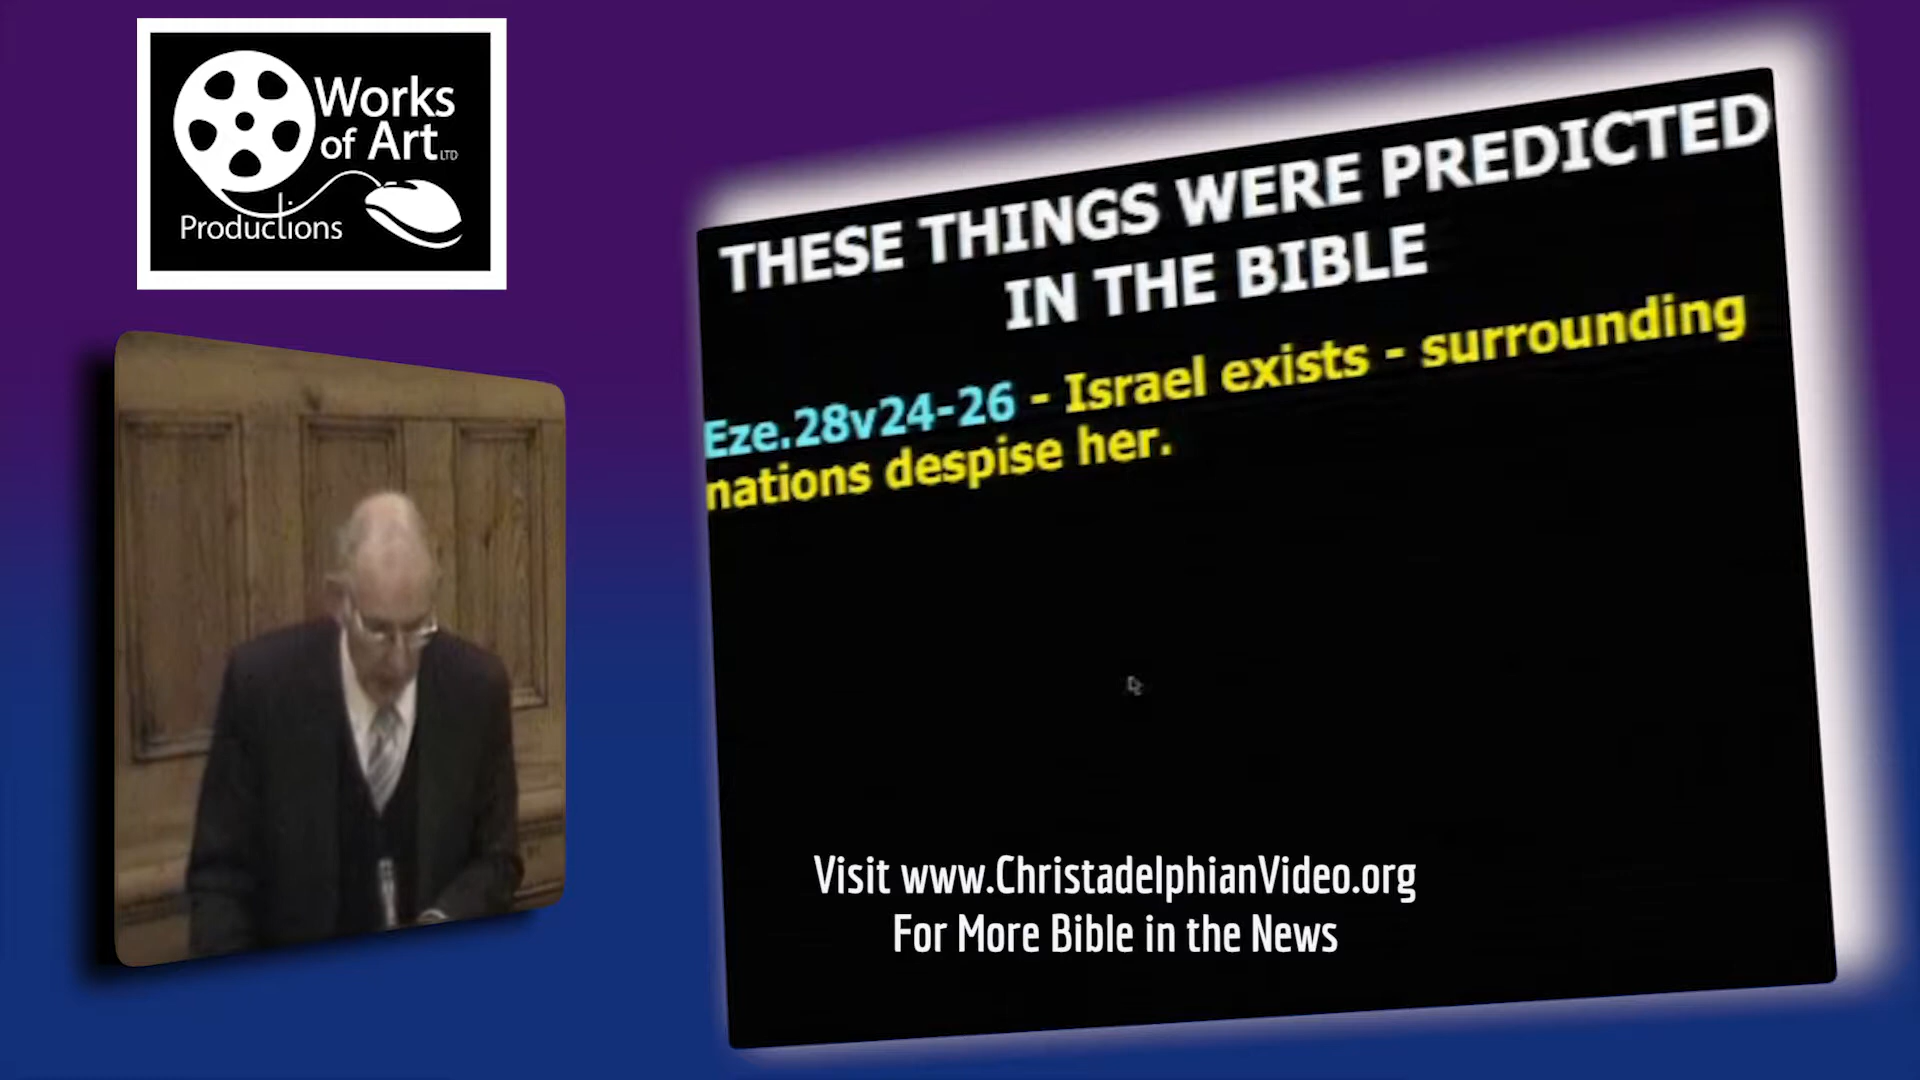 Works
of Art LTD
Productions
THESE THINGS WERE PREDICTED
IN THE BIBLE
Eze.28v24-26 - Israel exists - surrounding
nations despise her.
Visit www.ChristadelphianVideo.org
For More Bible in the News